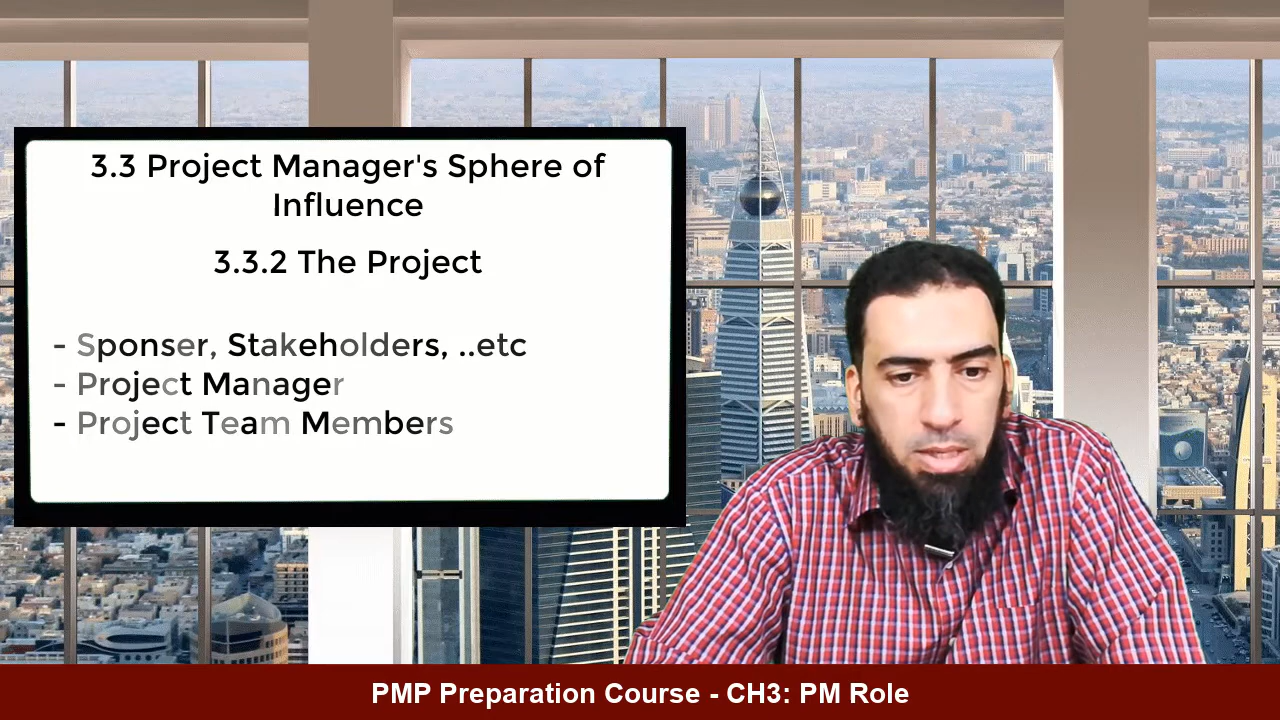 3.3 Project Manager's Sphere of
Influence
3.3.2 The Project
- Sponser, Stakeholders, ..etc
- Project Manager
- Project Team Members
PMP Preparation Course - CH3: PM Role